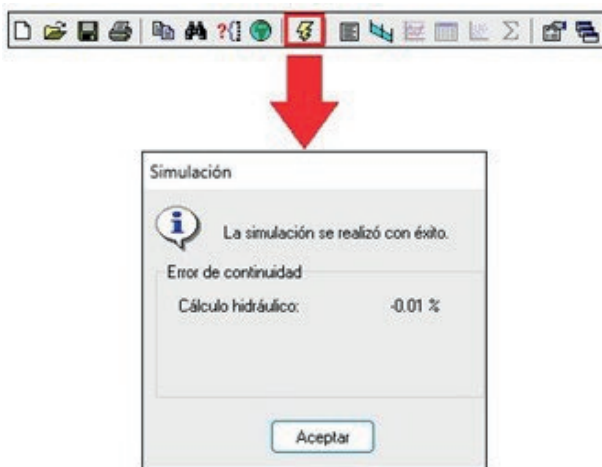 Simulación
La simulación se realizó con éxito.
Error de continuidad
Cálculo hidráulico: -0.01 %
Aceptar